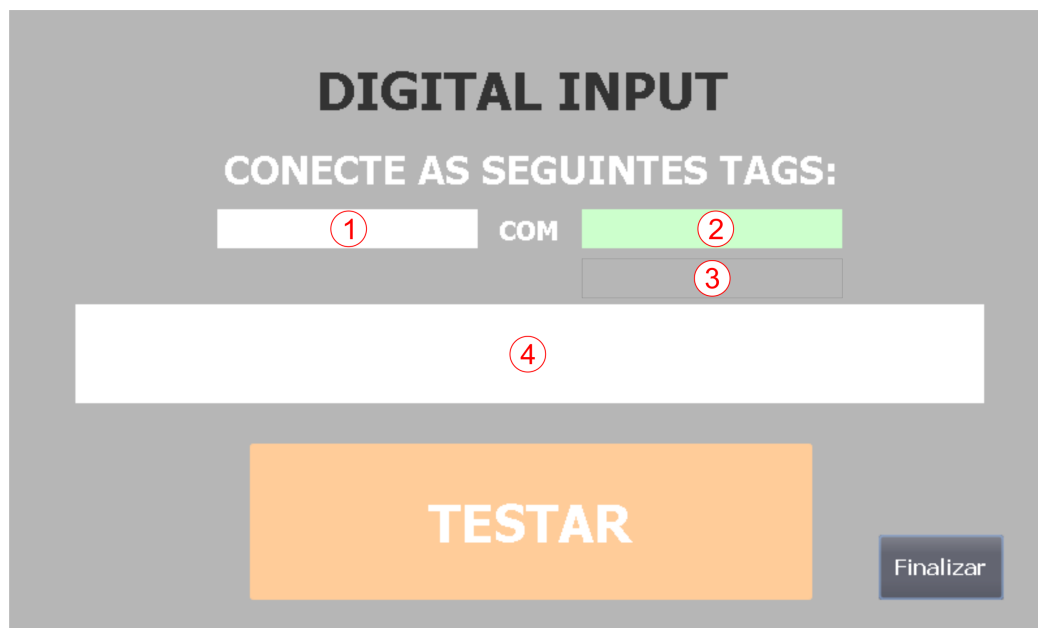 DIGITAL INPUT
CONECTE AS SEGUINTES TAGS:
1 COM 2
3
4
TESTAR
Finalizar